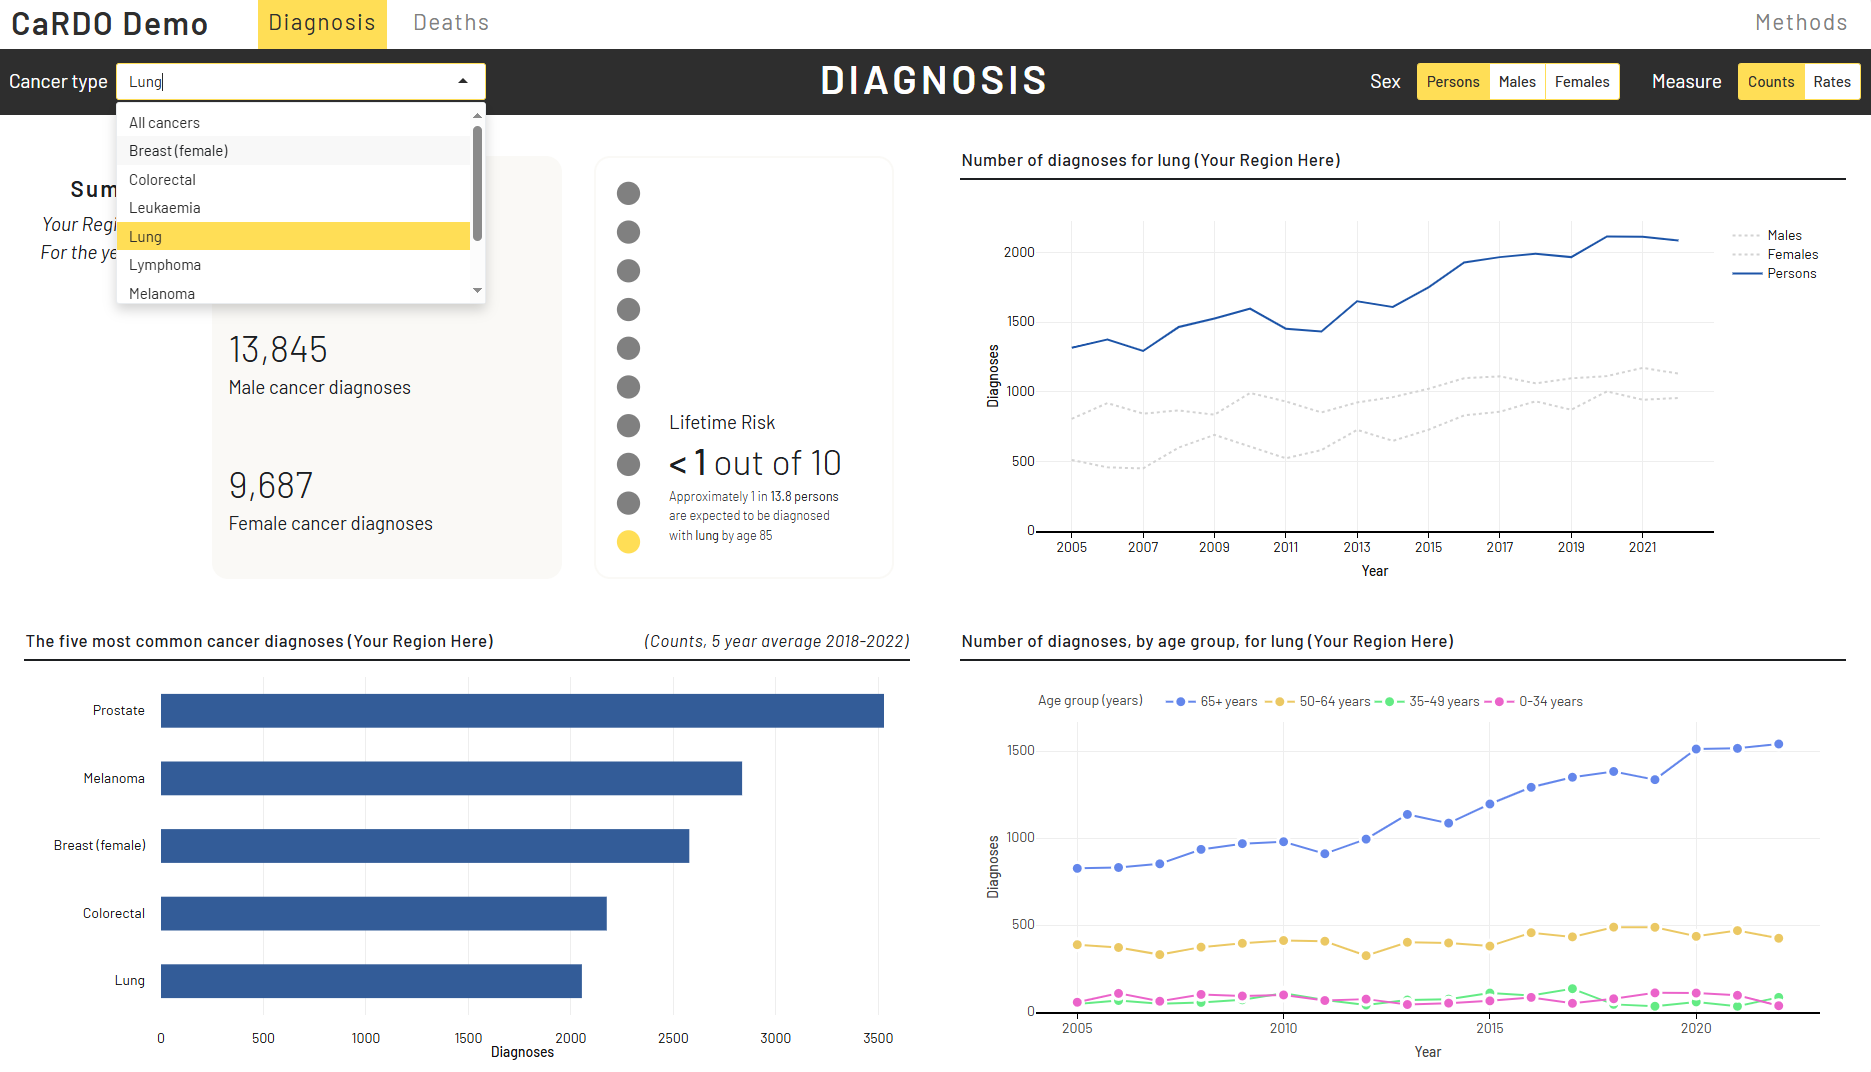 CaRDO Demo
Diagnosis
Deaths
Methods
Cancer type
Lung
DIAGNOSIS
Sex
Persons
Males
Females
Measure
Counts
Rates
All cancers
Breast (female)
Colorectal
Leukaemia
Lung
Lymphoma
Melanoma
Your
For the
13,845
Male cancer diagnoses
9,687
Female cancer diagnoses
Lifetime Risk
< 1 out of 10
Approximately 1 in 13.8 persons
are expected to be diagnosed
with lung by age 85
Number of diagnoses for lung (Your Region Here)
Males
Females
Persons
2000
1500
1000
500
0
Diagnoses
2005 2007 2009 2011 2013 2015 2017 2019 2021
Year
The five most common cancer diagnoses (Your Region Here)
(Counts, 5 year average 2018-2022)
Prostate
Melanoma
Breast (female)
Colorectal
Lung
0 500 1000 1500 2000 2500 3000 3500
Diagnoses
Number of diagnoses, by age group, for lung (Your Region Here)
Age group (years) 65+ years 50-64 years 35-49 years 0-34 years
1500
1000
500
0
Diagnoses
2005 2010 2015 2020
Year